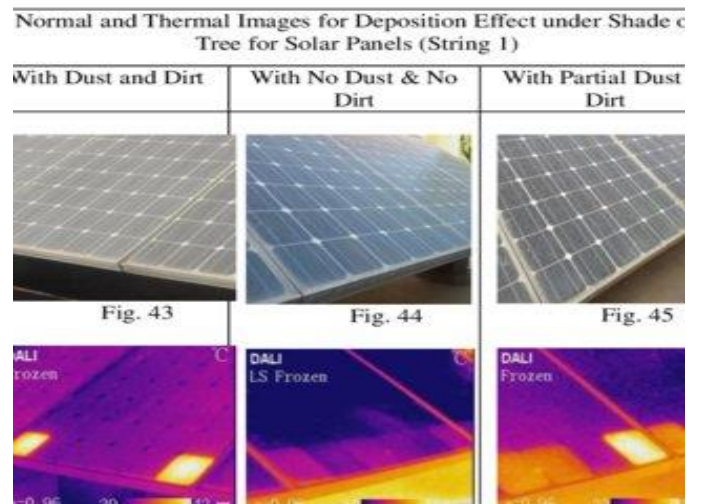 Normal and Thermal Images for Deposition Effect under Shade
Tree for Solar Panels (String 1)
With Dust and Dirt
With No Dust & No
Dirt
With Partial Dust
Dirt
Fig. 43
Fig. 44
Fig. 45
DALI
°C
DALI
LS Frozen
DALI
Frozen